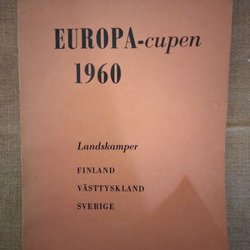 EUROPA-cupen
1960
Landskamper
FINLAND
VÄSTTYSKLAND
SVERIGE